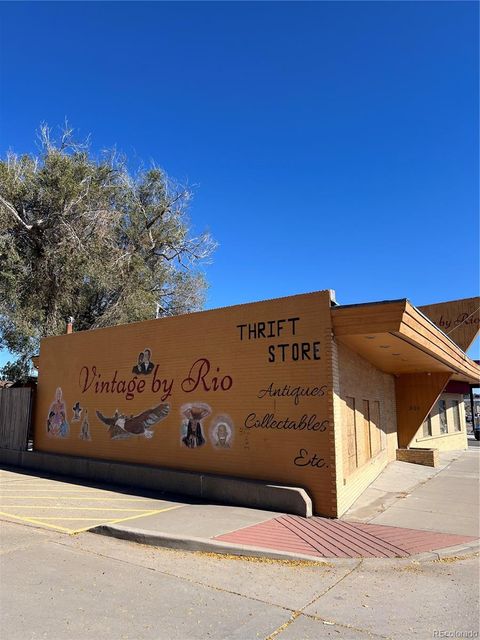 Vintage by Rio
THRIFT
STORE
Antiques
Collectables
Etc.
REcolorado